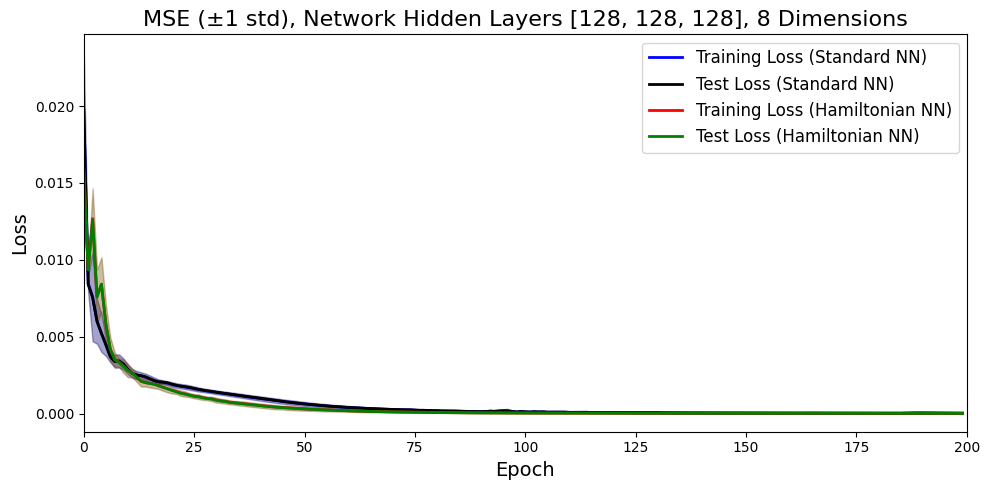 MSE (±1 std), Network Hidden Layers [128, 128, 128], 8 Dimensions
Training Loss (Standard NN)
Test Loss (Standard NN)
Training Loss (Hamiltonian NN)
Test Loss (Hamiltonian NN)
Loss
0.020
0.015
0.010
0.005
0.000
0 25 50 75 100 125 150 175 200
Epoch